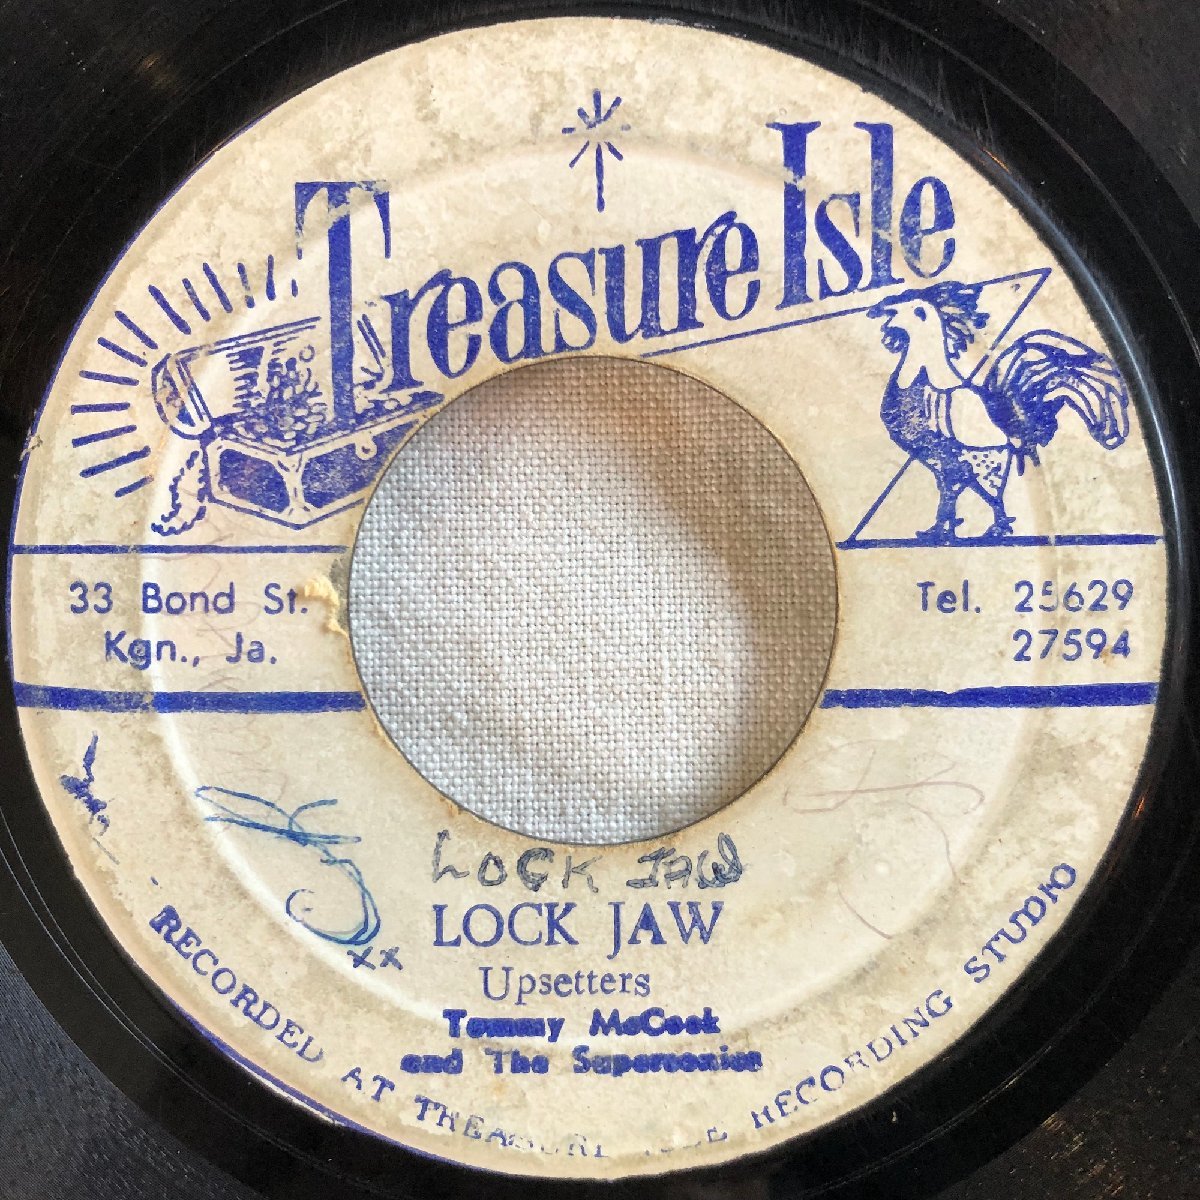 Treasure Isle
33 Bond St.
Kgn., Ja.
Tel. 25629
27594
LOCK JAW
LOCK JAW
Upsetters
Tommy McCook
and The Supersonics
RECORDED AT TREASURE ISLE RECORDING STUDIO
xx